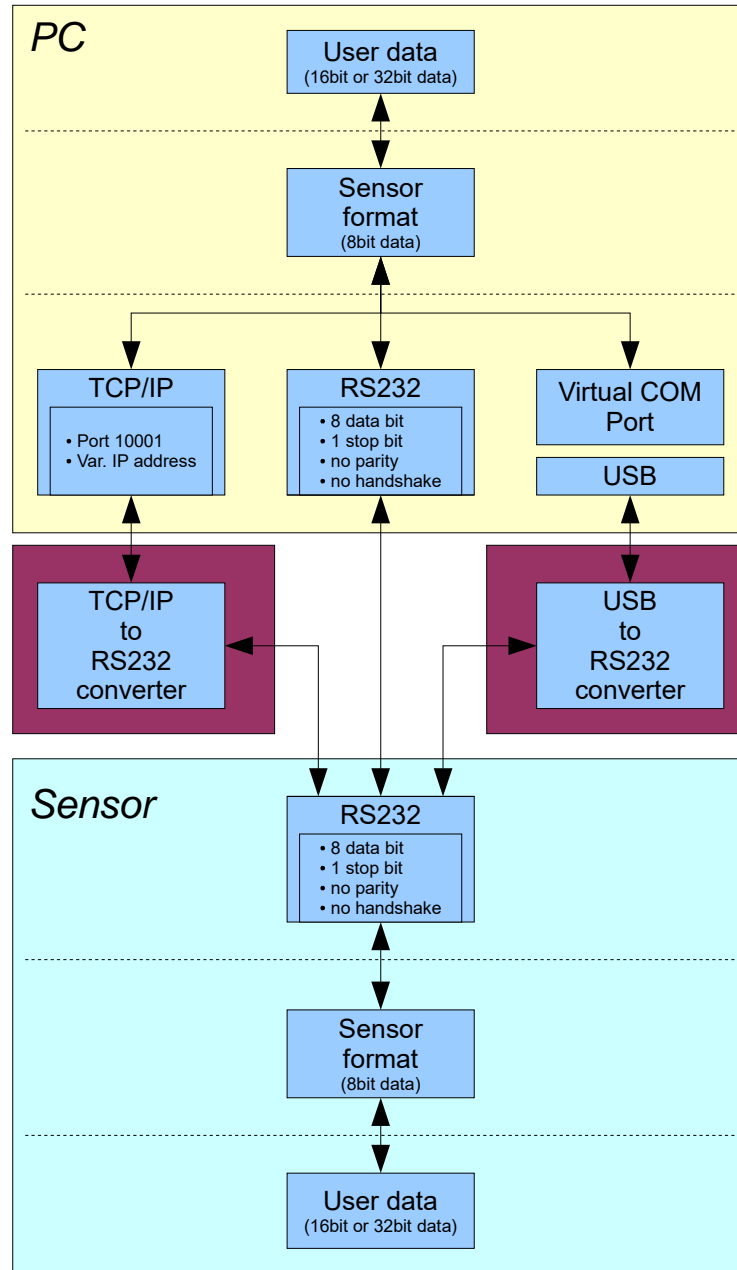 PC
User data
(16bit or 32bit data)
Sensor
format
(8bit data)
TCP/IP
• Port 10001
• Var. IP address
RS232
• 8 data bit
• 1 stop bit
• no parity
• no handshake
Virtual COM
Port
USB
TCP/IP
to
RS232
converter
USB
to
RS232
converter
Sensor
RS232
• 8 data bit
• 1 stop bit
• no parity
• no handshake
Sensor
format
(8bit data)
User data
(16bit or 32bit data)